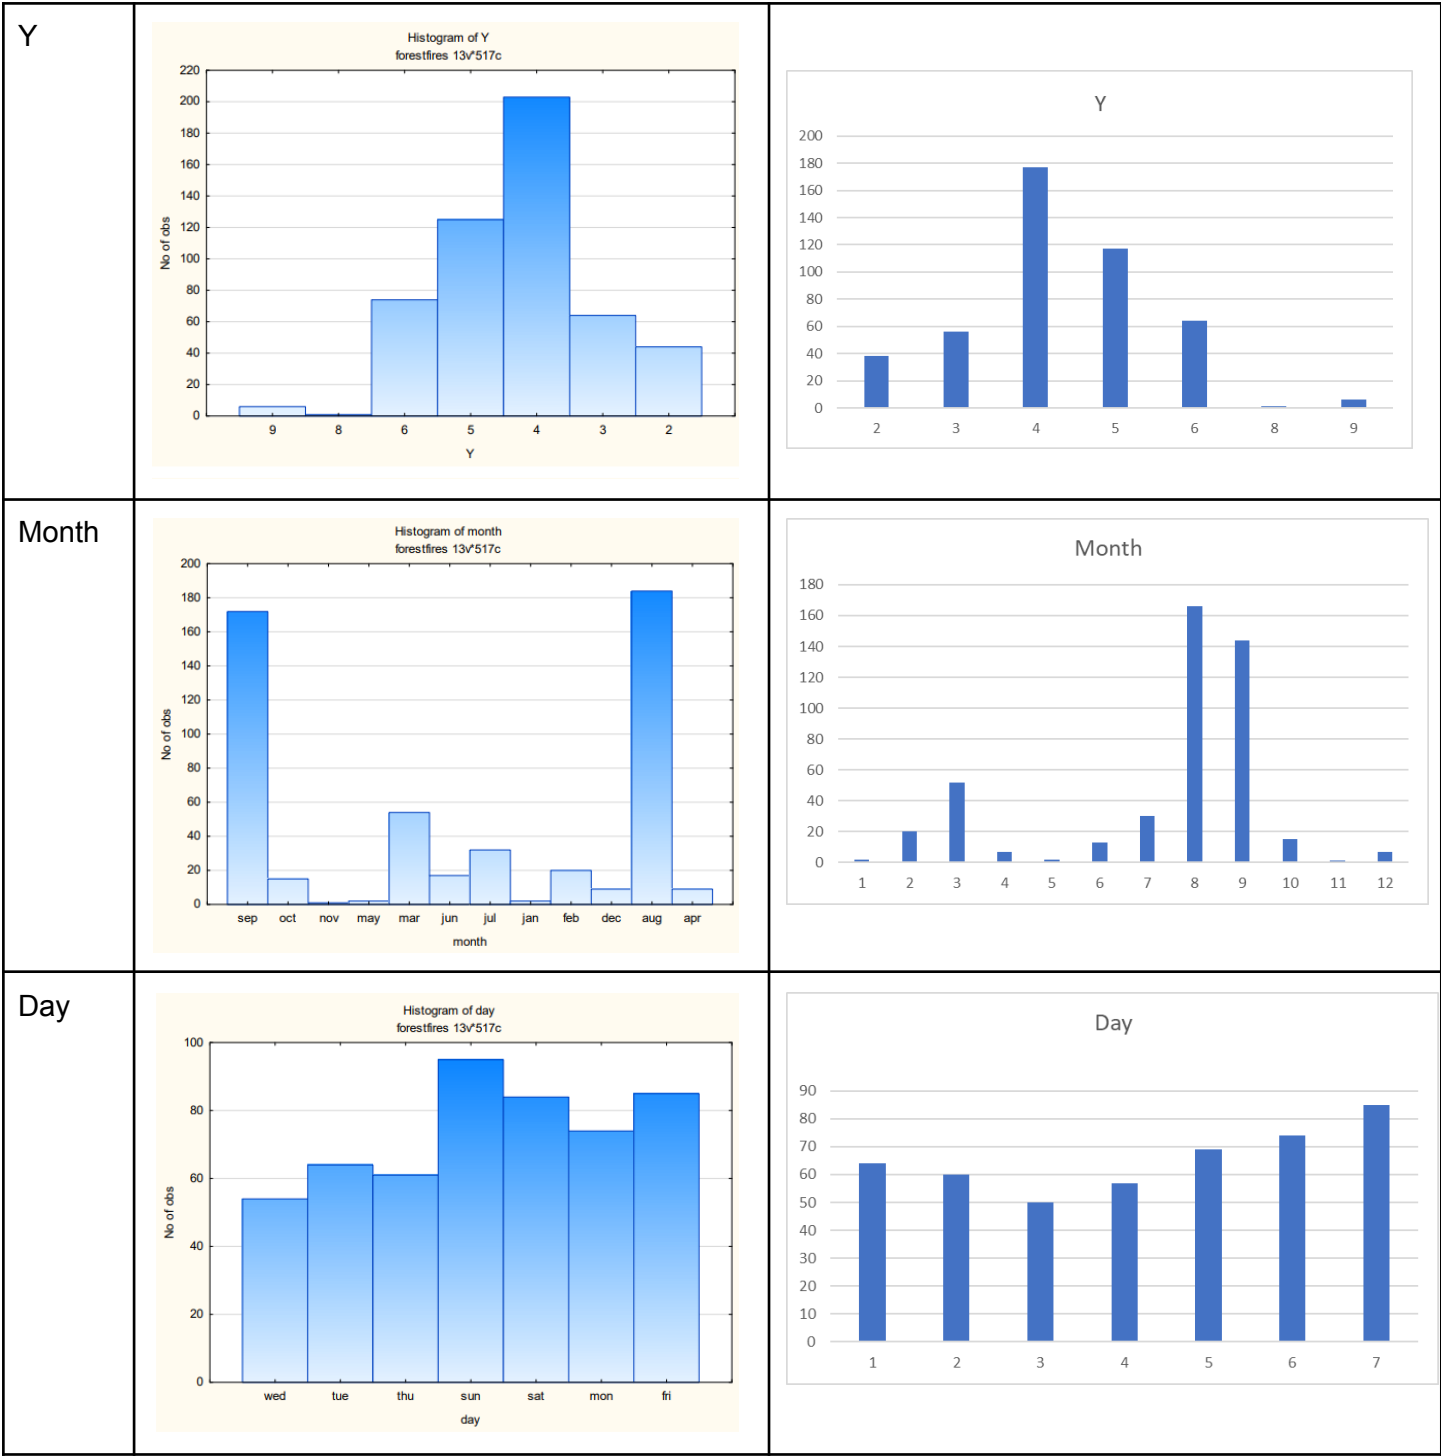 Y
Histogram of Y
forestfires 13v*517c
220
200
180
160
140
120
100
80
60
40
20
0
No of obs
9 8 6 5 4 3 2
Y
Y
200
180
160
140
120
100
80
60
40
20
0
2 3 4 5 6 8 9
Month
Histogram of month
forestfires 13v*517c
200
180
160
140
120
100
80
60
40
20
0
No of obs
sep oct nov may mar jun jul jan feb dec aug apr
month
Month
180
160
140
120
100
80
60
40
20
0
1 2 3 4 5 6 7 8 9 10 11 12
Day
Histogram of day
forestfires 13v*517c
100
80
60
40
20
0
No of obs
wed tue thu sun sat mon fri
day
Day
90
80
70
60
50
40
30
20
10
0
1 2 3 4 5 6 7